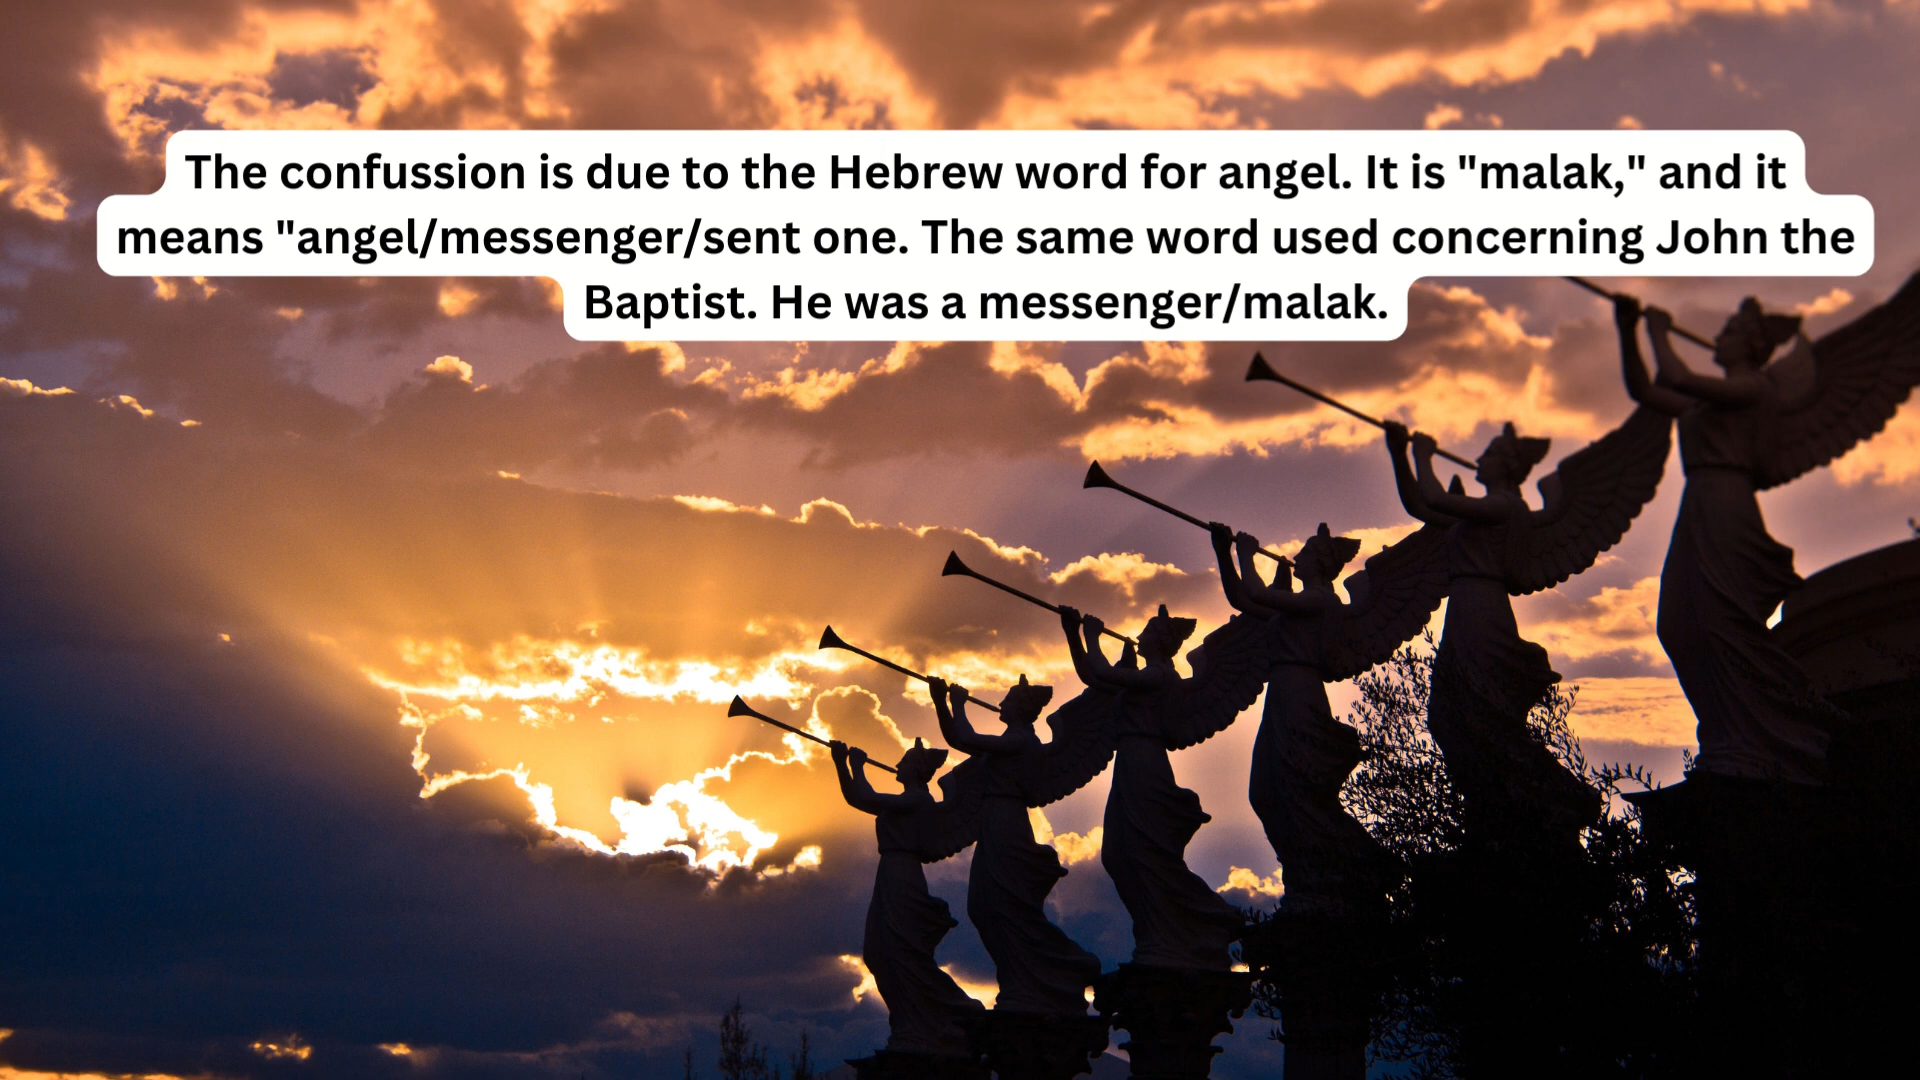 The confussion is due to the Hebrew word for angel. It is "malak," and it
means "angel/messenger/sent one. The same word used concerning John the
Baptist. He was a messenger/malak.